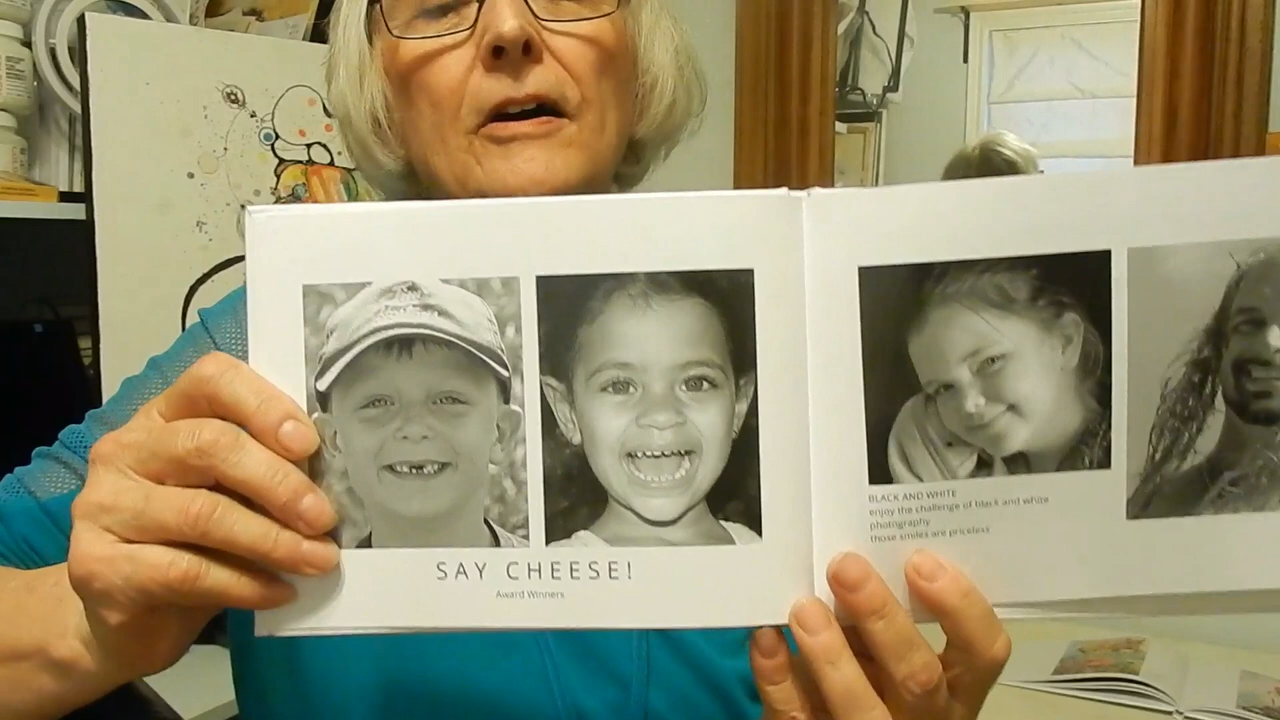 SAY CHEESE!
Award Winners
BLACK AND WHITE
enjoy the challenge of black and white
photography
those smiles are priceless